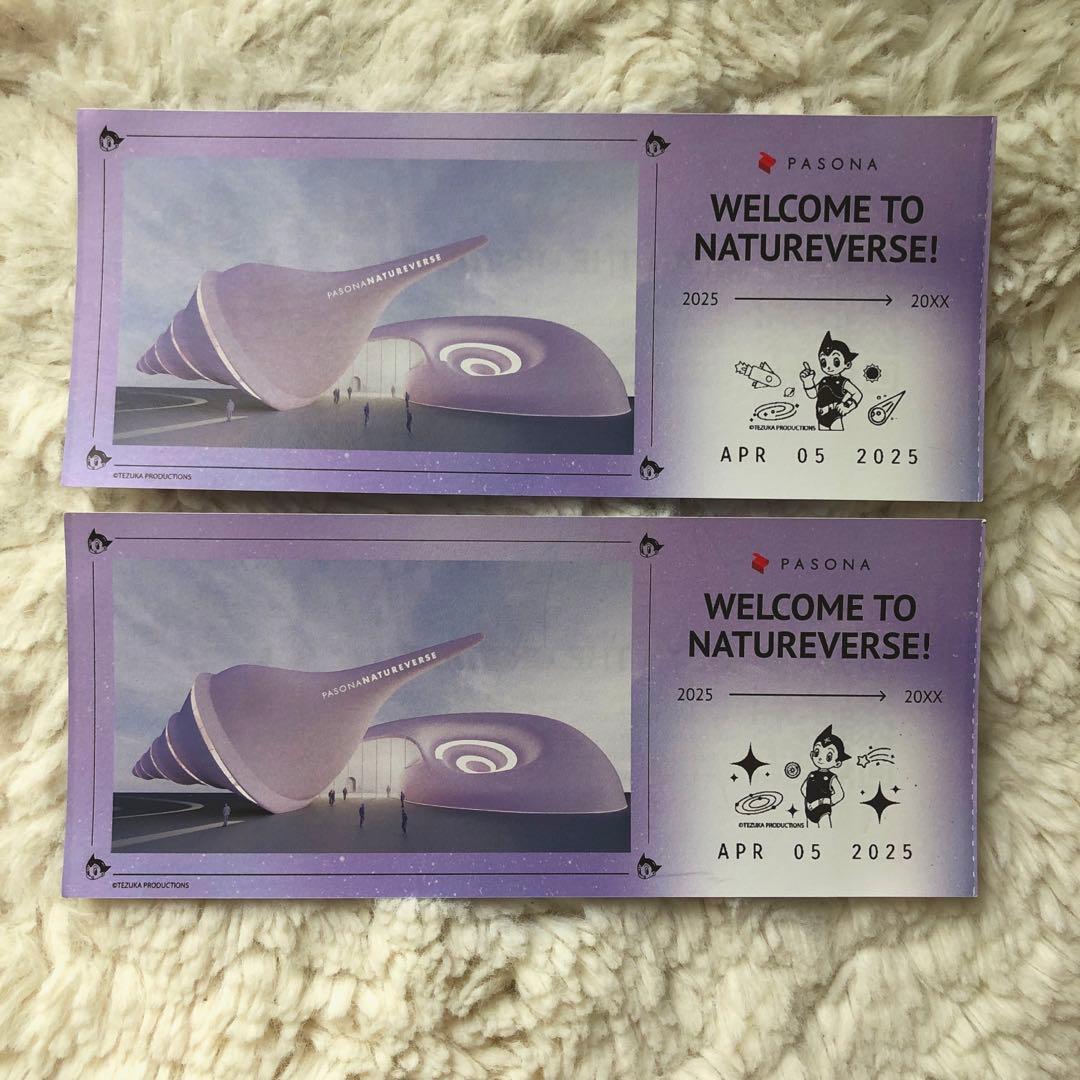 PASONANATUREVERSE
©TEZUKA PRODUCTIONS
PASONA
WELCOME TO
NATUREVERSE!
2025 20XX
©TEZUKA PRODUCTIONS
APR 05 2025
PASONANATUREVERSE
©TEZUKA PRODUCTIONS
PASONA
WELCOME TO
NATUREVERSE!
2025 20XX
©TEZUKA PRODUCTIONS
APR 05 2025